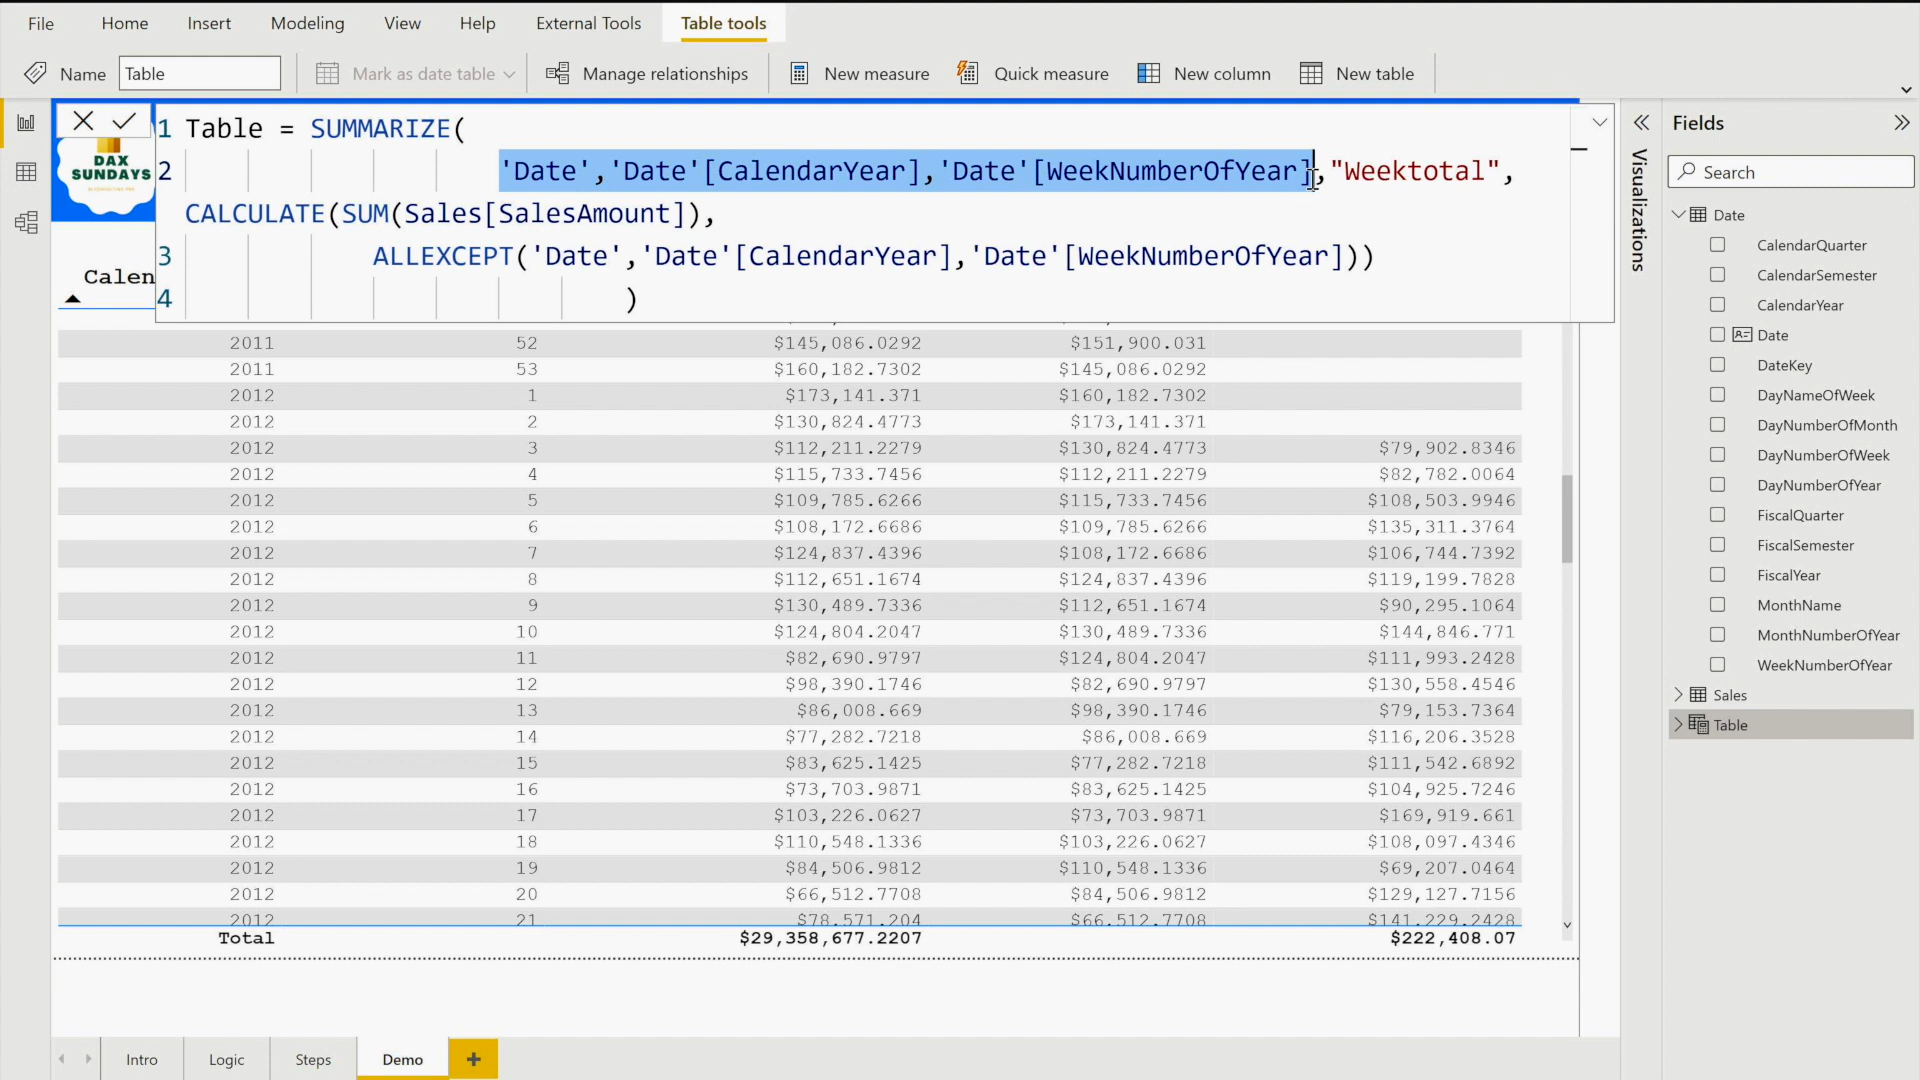 File Home Insert Modeling View Help External Tools Table tools
Name Table Mark as date table Manage relationships New measure Quick measure New column New table
1 Table = SUMMARIZE(
2 'Date','Date'[CalendarYear],'Date'[WeekNumberOfYear],"Weektotal",
CALCULATE(SUM(Sales[SalesAmount]),
3 ALLEXCEPT('Date','Date'[CalendarYear],'Date'[WeekNumberOfYear]))
4 )
DAX
SUNDAYS
Calen
2011 52 $145,086.0292 $151,900.031
2011 53 $160,182.7302 $145,086.0292
2012 1 $173,141.371 $160,182.7302
2012 2 $130,824.4773 $173,141.371
2012 3 $112,211.2279 $130,824.4773 $79,902.8346
2012 4 $115,733.7456 $112,211.2279 $82,782.0064
2012 5 $109,785.6266 $115,733.7456 $108,503.9946
2012 6 $108,172.6686 $109,785.6266 $135,311.3764
2012 7 $124,837.4396 $108,172.6686 $106,744.7392
2012 8 $112,651.1674 $124,837.4396 $119,199.7828
2012 9 $130,489.7336 $112,651.1674 $90,295.1064
2012 10 $124,804.2047 $130,489.7336 $144,846.771
2012 11 $82,690.9797 $124,804.2047 $111,993.2428
2012 12 $98,390.1746 $82,690.9797 $130,558.4546
2012 13 $86,008.669 $98,390.1746 $79,153.7364
2012 14 $77,282.7218 $86,008.669 $116,206.3528
2012 15 $83,625.1425 $77,282.7218 $111,542.6892
2012 16 $73,703.9871 $83,625.1425 $104,925.7246
2012 17 $103,226.0627 $73,703.9871 $169,919.661
2012 18 $110,548.1336 $103,226.0627 $108,097.4346
2012 19 $84,506.9812 $110,548.1336 $69,207.0464
2012 20 $66,512.7708 $84,506.9812 $129,127.7156
2012 21 $78,571.204 $66,512.7708 $141,229.2428
Total $29,358,677.2207 $222,408.07
Visualizations
Fields
Search
Date
CalendarQuarter
CalendarSemester
CalendarYear
Date
DateKey
DayNameOfWeek
DayNumberOfMonth
DayNumberOfWeek
DayNumberOfYear
FiscalQuarter
FiscalSemester
FiscalYear
MonthName
MonthNumberOfYear
WeekNumberOfYear
Sales
Table
Intro Logic Steps Demo